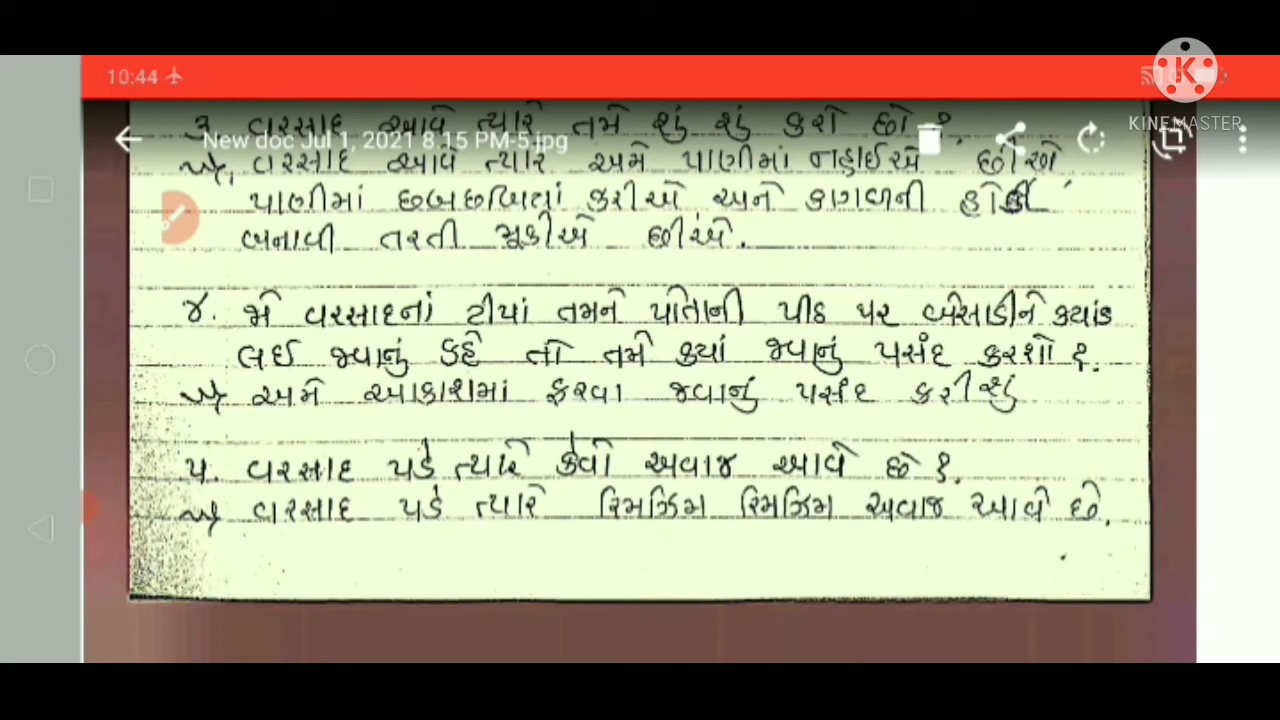 10:44
KINEMASTER
New doc Jul 1, 2021 8.15 PM-5.jpg
૩. વરસાદ આવે ત્યારે તમે શું શું કરો છો ?
વરસાદ આવે ત્યારે અમે પાણીમાં નહાઈએ છીએ
પાણીમાં છબછબિયાં કરીએ અને કાગળની હોડી
બનાવી તરતી મૂકીએ છીએ.
૪. જો વરસાદનાં ટીપાં તમને પોતાની પીઠ પર બેસાડીને ક્યાંક
લઈ જવાનું કહે તો તમે ક્યાં જવાનું પસંદ કરશો ?
અમે આકાશમાં ફરવા જવાનું પસંદ કરીશું
૫. વરસાદ પડે ત્યારે કેવો અવાજ આવે છે ?
વરસાદ પડે ત્યારે રિમઝિમ રિમઝિમ અવાજ આવે છે.